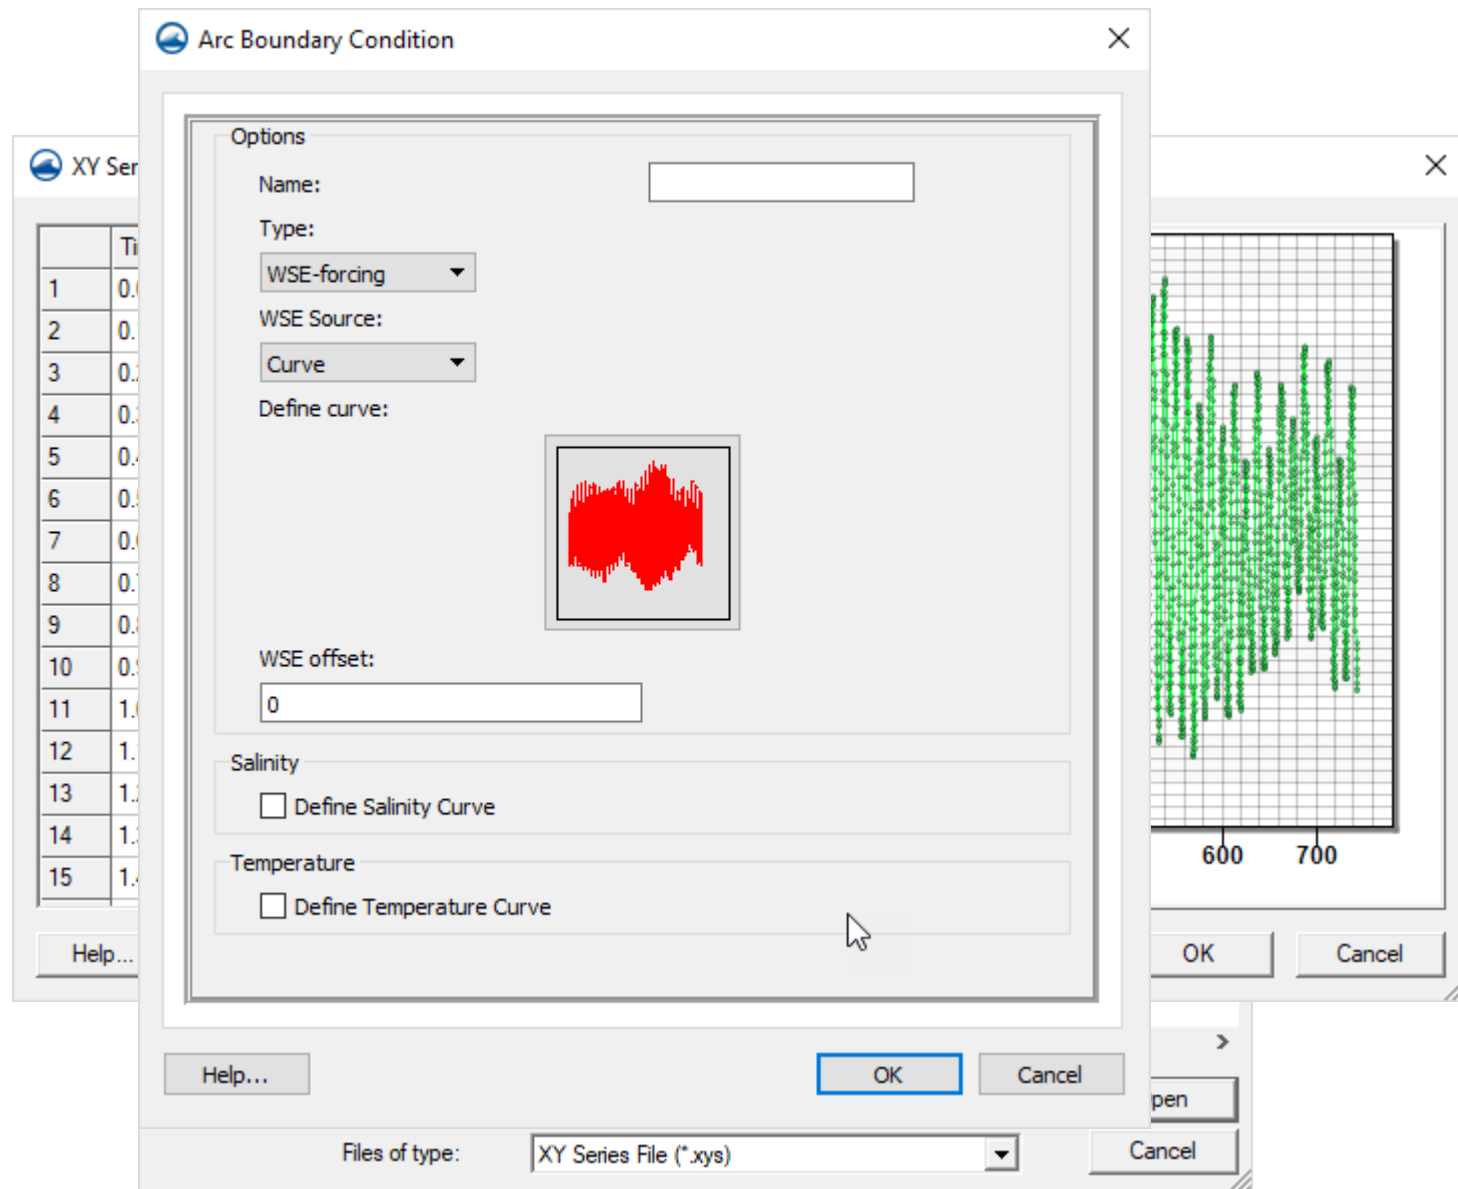 Arc Boundary Condition
Options
Name:
Type:
WSE-forcing
WSE Source:
Curve
Define curve:
WSE offset:
0
Salinity
Define Salinity Curve
Temperature
Define Temperature Curve
Help...
OK
Cancel
XY Ser
1
2
3
4
5
6
7
8
9
10
11
12
13
14
15
Help...
600 700
OK
Cancel
pen
Files of type:
XY Series File (*.xys)
Cancel